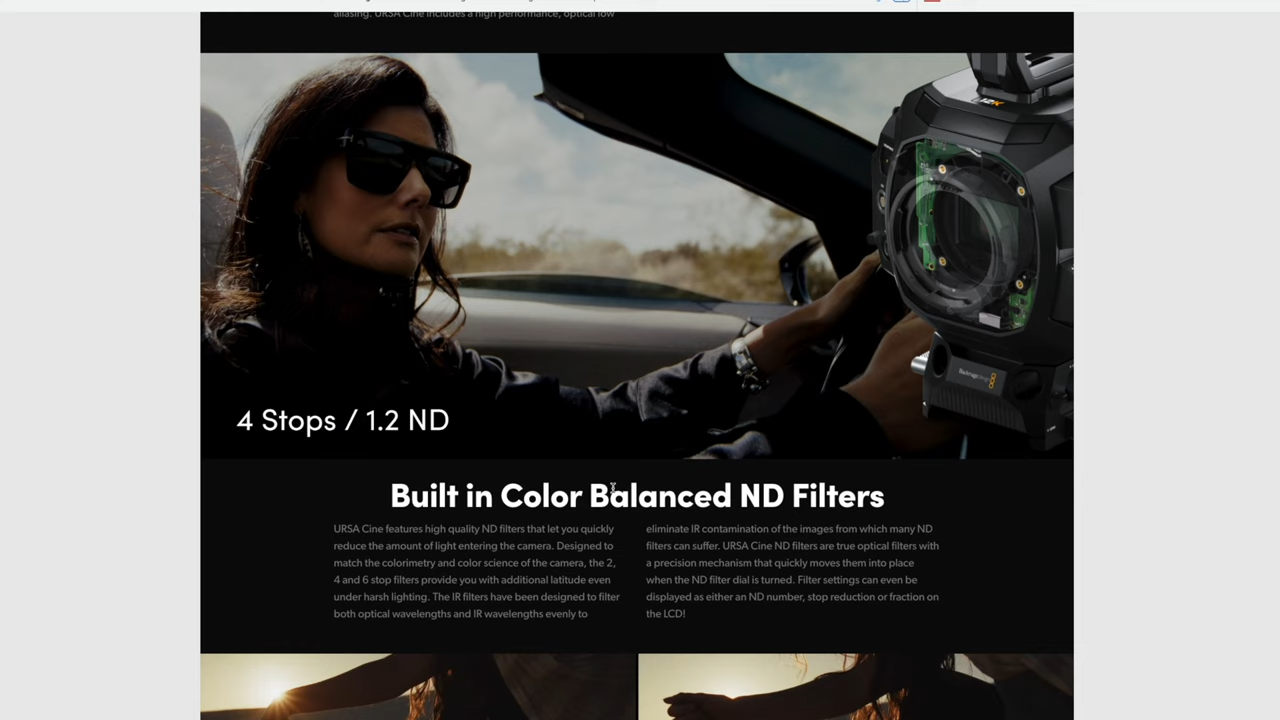 aliasing. URSA Cine includes a high performance, optical low
12K
Blackmagicdesign
4 Stops / 1.2 ND
Built in Color Balanced ND Filters
URSA Cine features high quality ND filters that let you quickly
reduce the amount of light entering the camera. Designed to
match the colorimetry and color science of the camera, the 2,
4 and 6 stop filters provide you with additional latitude even
under harsh lighting. The IR filters have been designed to filter
both optical wavelengths and IR wavelengths evenly to
eliminate IR contamination of the images from which many ND
filters can suffer. URSA Cine ND filters are true optical filters with
a precision mechanism that quickly moves them into place
when the ND filter dial is turned. Filter settings can even be
displayed as either an ND number, stop reduction or fraction on
the LCD!